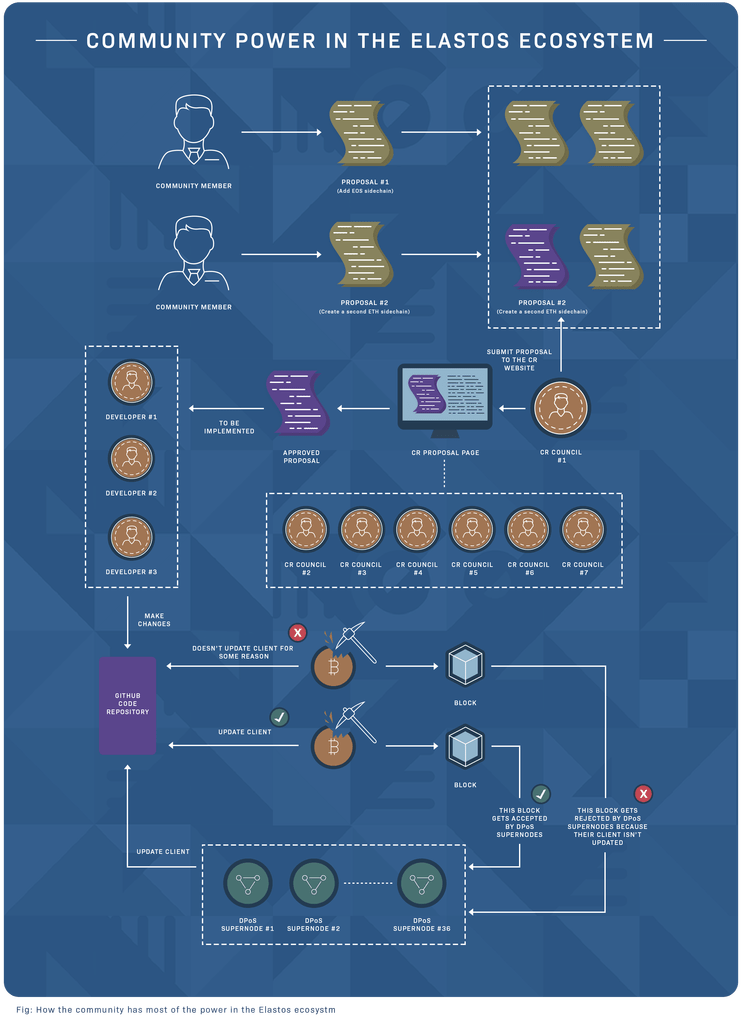 COMMUNITY POWER IN THE ELASTOS ECOSYSTEM
COMMUNITY MEMBER
PROPOSAL #1
(Add EOS sidechain)
COMMUNITY MEMBER
PROPOSAL #2
(Create a second ETH sidechain)
PROPOSAL #2
(Create a second ETH sidechain)
SUBMIT PROPOSAL
TO THE CR
WEBSITE
DEVELOPER #1
DEVELOPER #2
DEVELOPER #3
TO BE
IMPLEMENTED
APPROVED
PROPOSAL
CR PROPOSAL PAGE
CR COUNCIL
#1
CR COUNCIL
#2
CR COUNCIL
#3
CR COUNCIL
#4
CR COUNCIL
#5
CR COUNCIL
#6
CR COUNCIL
#7
MAKE
CHANGES
GITHUB
CODE
REPOSITORY
X
DOESN'T UPDATE CLIENT FOR
SOME REASON
B
BLOCK
UPDATE CLIENT
B
BLOCK
THIS BLOCK
GETS ACCEPTED
BY DPoS
SUPERNODES
X
THIS BLOCK GETS
REJECTED BY DPoS
SUPERNODES BECAUSE
THEIR CLIENT ISN'T
UPDATED
UPDATE CLIENT
DPoS
SUPERNODE #1
DPoS
SUPERNODE #2
DPoS
SUPERNODE #36
Fig: How the community has most of the power in the Elastos ecosystm